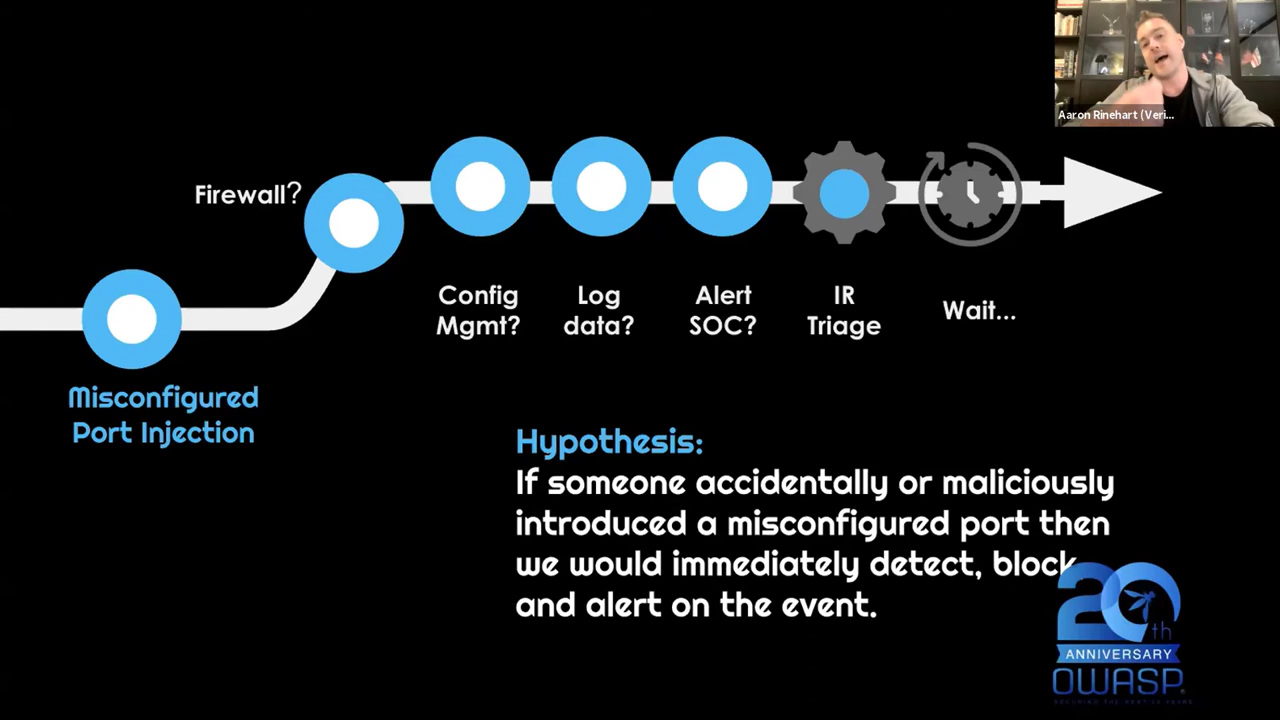 Aaron Rinehart (Veri...
Firewall?
Config
Mgmt?
Log
data?
Alert
SOC?
IR
Triage
Wait...
Misconfigured
Port Injection
Hypothesis:
If someone accidentally or maliciously
introduced a misconfigured port then
we would immediately detect, block
and alert on the event.
20th
ANNIVERSARY
OWASP